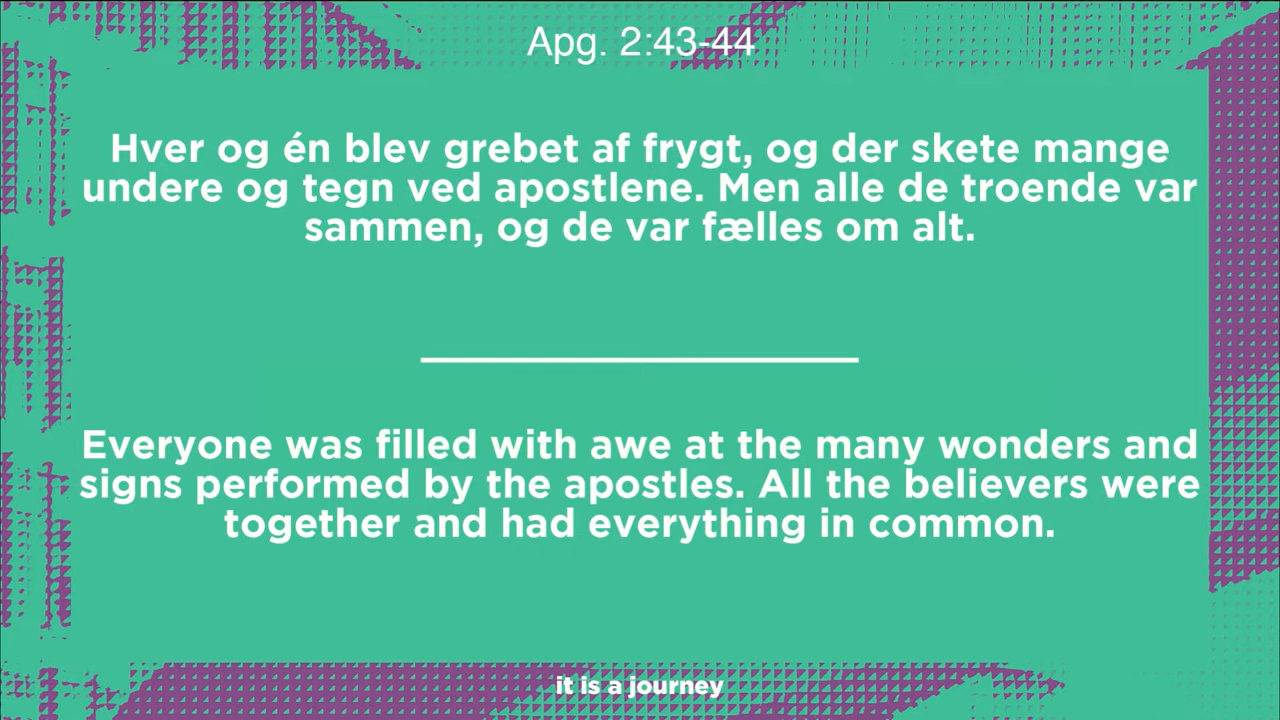 Apg. 2:43-44
Hver og én blev grebet af frygt, og der skete mange
undere og tegn ved apostlene. Men alle de troende var
sammen, og de var fælles om alt.
Everyone was filled with awe at the many wonders and
signs performed by the apostles. All the believers were
together and had everything in common.
it is a journey